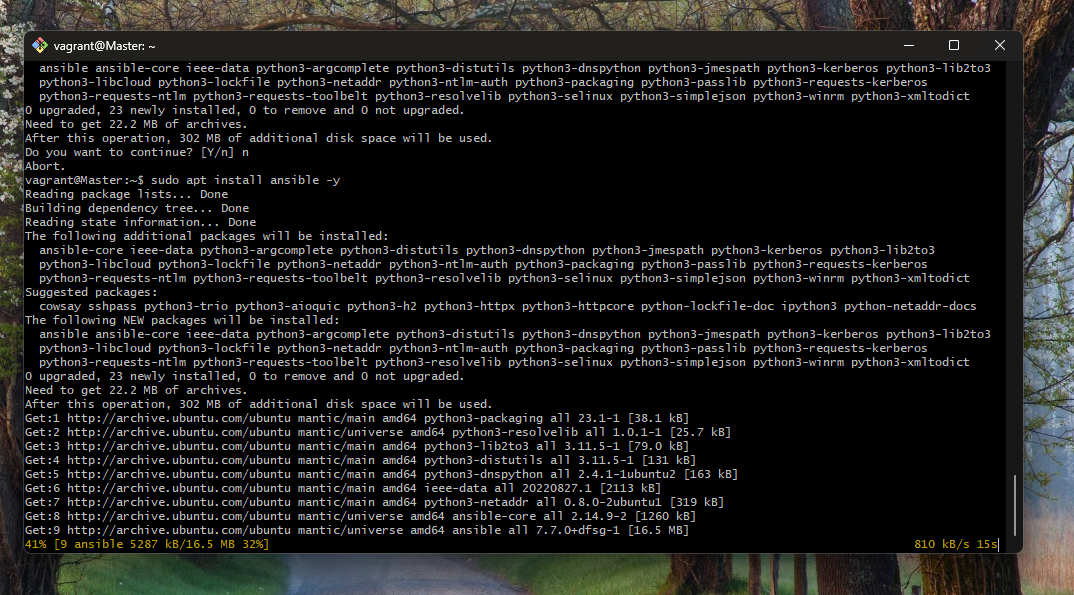 vagrant@Master: ~
ansible ansible-core ieee-data python3-argcomplete python3-distutils python3-dnspython python3-jmespath python3-kerberos python3-lib2to3
python3-libcloud python3-lockfile python3-netaddr python3-ntlm-auth python3-packaging python3-passlib python3-requests-kerberos
python3-requests-ntlm python3-requests-toolbelt python3-resolvelib python3-selinux python3-simplejson python3-winrm python3-xmltodict
0 upgraded, 23 newly installed, 0 to remove and 0 not upgraded.
Need to get 22.2 MB of archives.
After this operation, 302 MB of additional disk space will be used.
Do you want to continue? [Y/n] n
Abort.
vagrant@Master:~$ sudo apt install ansible -y
Reading package lists... Done
Building dependency tree... Done
Reading state information... Done
The following additional packages will be installed:
ansible-core ieee-data python3-argcomplete python3-distutils python3-dnspython python3-jmespath python3-kerberos python3-lib2to3
python3-libcloud python3-lockfile python3-netaddr python3-ntlm-auth python3-packaging python3-passlib python3-requests-kerberos
python3-requests-ntlm python3-requests-toolbelt python3-resolvelib python3-selinux python3-simplejson python3-winrm python3-xmltodict
Suggested packages:
cowsay sshpass python3-trio python3-aioquic python3-h2 python3-httpx python3-httpcore python-lockfile-doc ipython3 python-netaddr-docs
The following NEW packages will be installed:
ansible ansible-core ieee-data python3-argcomplete python3-distutils python3-dnspython python3-jmespath python3-kerberos python3-lib2to3
python3-libcloud python3-lockfile python3-netaddr python3-ntlm-auth python3-packaging python3-passlib python3-requests-kerberos
python3-requests-ntlm python3-requests-toolbelt python3-resolvelib python3-selinux python3-simplejson python3-winrm python3-xmltodict
0 upgraded, 23 newly installed, 0 to remove and 0 not upgraded.
Need to get 22.2 MB of archives.
After this operation, 302 MB of additional disk space will be used.
Get:1 http://archive.ubuntu.com/ubuntu mantic/main amd64 python3-packaging all 23.1-1 [38.1 kB]
Get:2 http://archive.ubuntu.com/ubuntu mantic/universe amd64 python3-resolvelib all 1.0.1-1 [25.7 kB]
Get:3 http://archive.ubuntu.com/ubuntu mantic/main amd64 python3-lib2to3 all 3.11.5-1 [79.0 kB]
Get:4 http://archive.ubuntu.com/ubuntu mantic/main amd64 python3-distutils all 3.11.5-1 [131 kB]
Get:5 http://archive.ubuntu.com/ubuntu mantic/main amd64 python3-dnspython all 2.4.1-1ubuntu2 [163 kB]
Get:6 http://archive.ubuntu.com/ubuntu mantic/main amd64 ieee-data all 20220827.1 [2113 kB]
Get:7 http://archive.ubuntu.com/ubuntu mantic/main amd64 python3-netaddr all 0.8.0-2ubuntu1 [319 kB]
Get:8 http://archive.ubuntu.com/ubuntu mantic/universe amd64 ansible-core all 2.14.9-2 [1260 kB]
Get:9 http://archive.ubuntu.com/ubuntu mantic/universe amd64 ansible all 7.7.0+dfsg-1 [16.5 MB]
41% [9 ansible 5287 kB/16.5 MB 32%] 810 kB/s 15s